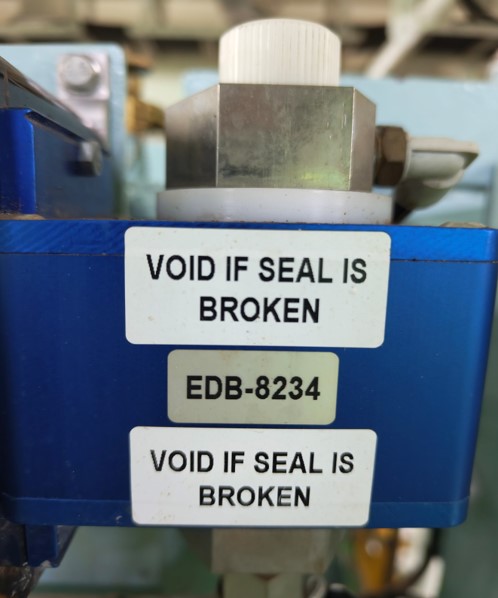 VOID IF SEAL IS
BROKEN
EDB-8234
VOID IF SEAL IS
BROKEN